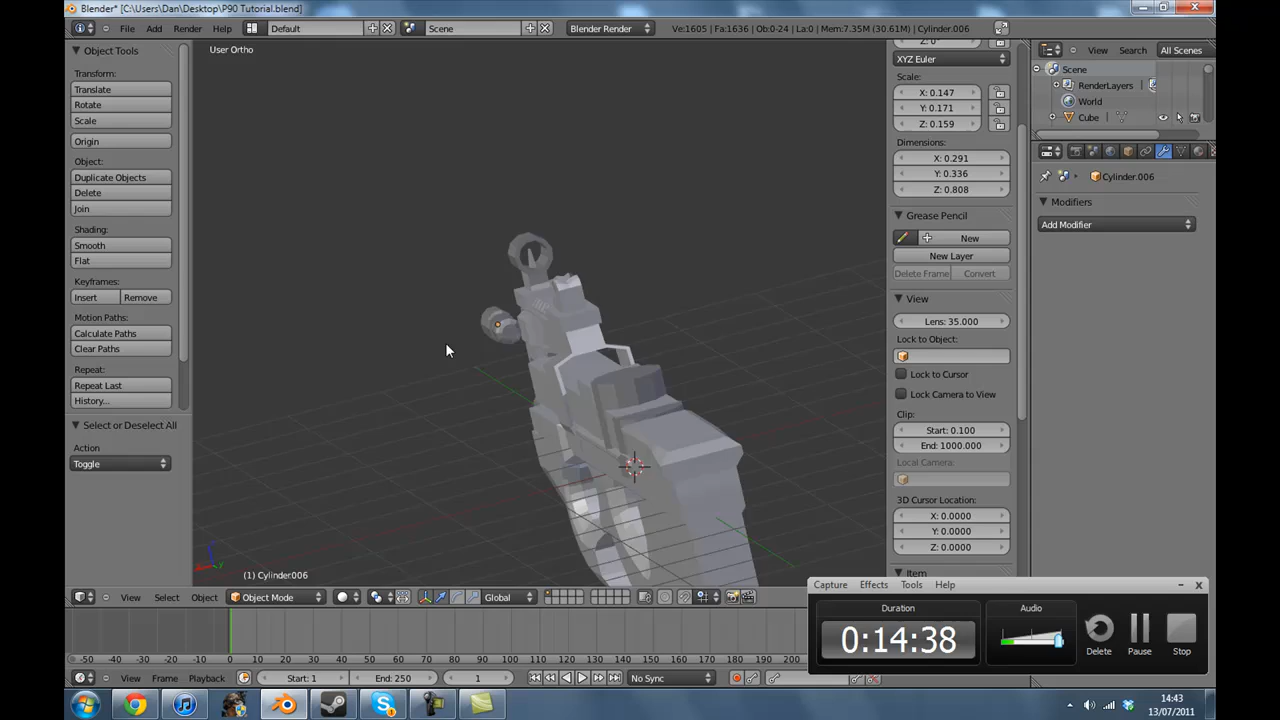 Blender* [C:\Users\Dan\Desktop\P90 Tutorial.blend]
File Add Render Help Default Scene Blender Render Ve:1605 | Fa:1636 | Ob:0-24 | La:0 | Mem:7.35M (30.61M) | Cylinder.006
Object Tools
Transform:
Translate
Rotate
Scale
Origin
Object:
Duplicate Objects
Delete
Join
Shading:
Smooth
Flat
Keyframes:
Insert Remove
Motion Paths:
Calculate Paths
Clear Paths
Repeat:
Repeat Last
History...
Select or Deselect All
Action
Toggle
User Ortho
(1) Cylinder.006
XYZ Euler
Scale:
X: 0.147
Y: 0.171
Z: 0.159
Dimensions:
X: 0.291
Y: 0.336
Z: 0.808
Grease Pencil
New
New Layer
Delete Frame Convert
View
Lens: 35.000
Lock to Object:
Lock to Cursor
Lock Camera to View
Clip:
Start: 0.100
End: 1000.000
Local Camera:
3D Cursor Location:
X: 0.0000
Y: 0.0000
Z: 0.0000
Item
View Search All Scenes
Scene
RenderLayers
World
Cube
Cylinder.006
Modifiers
Add Modifier
View Select Object Object Mode Global
-50 -40 -30 -20 -10 0 10 20 30 40 50 60 70 80 90 100 110 120 130 140 150 160 170 180 190 200
View Frame Playback Start: 1 End: 250 1 No Sync
Capture Effects Tools Help
Duration
0:14:38
Audio
Delete
Pause
Stop
14:43
13/07/2011